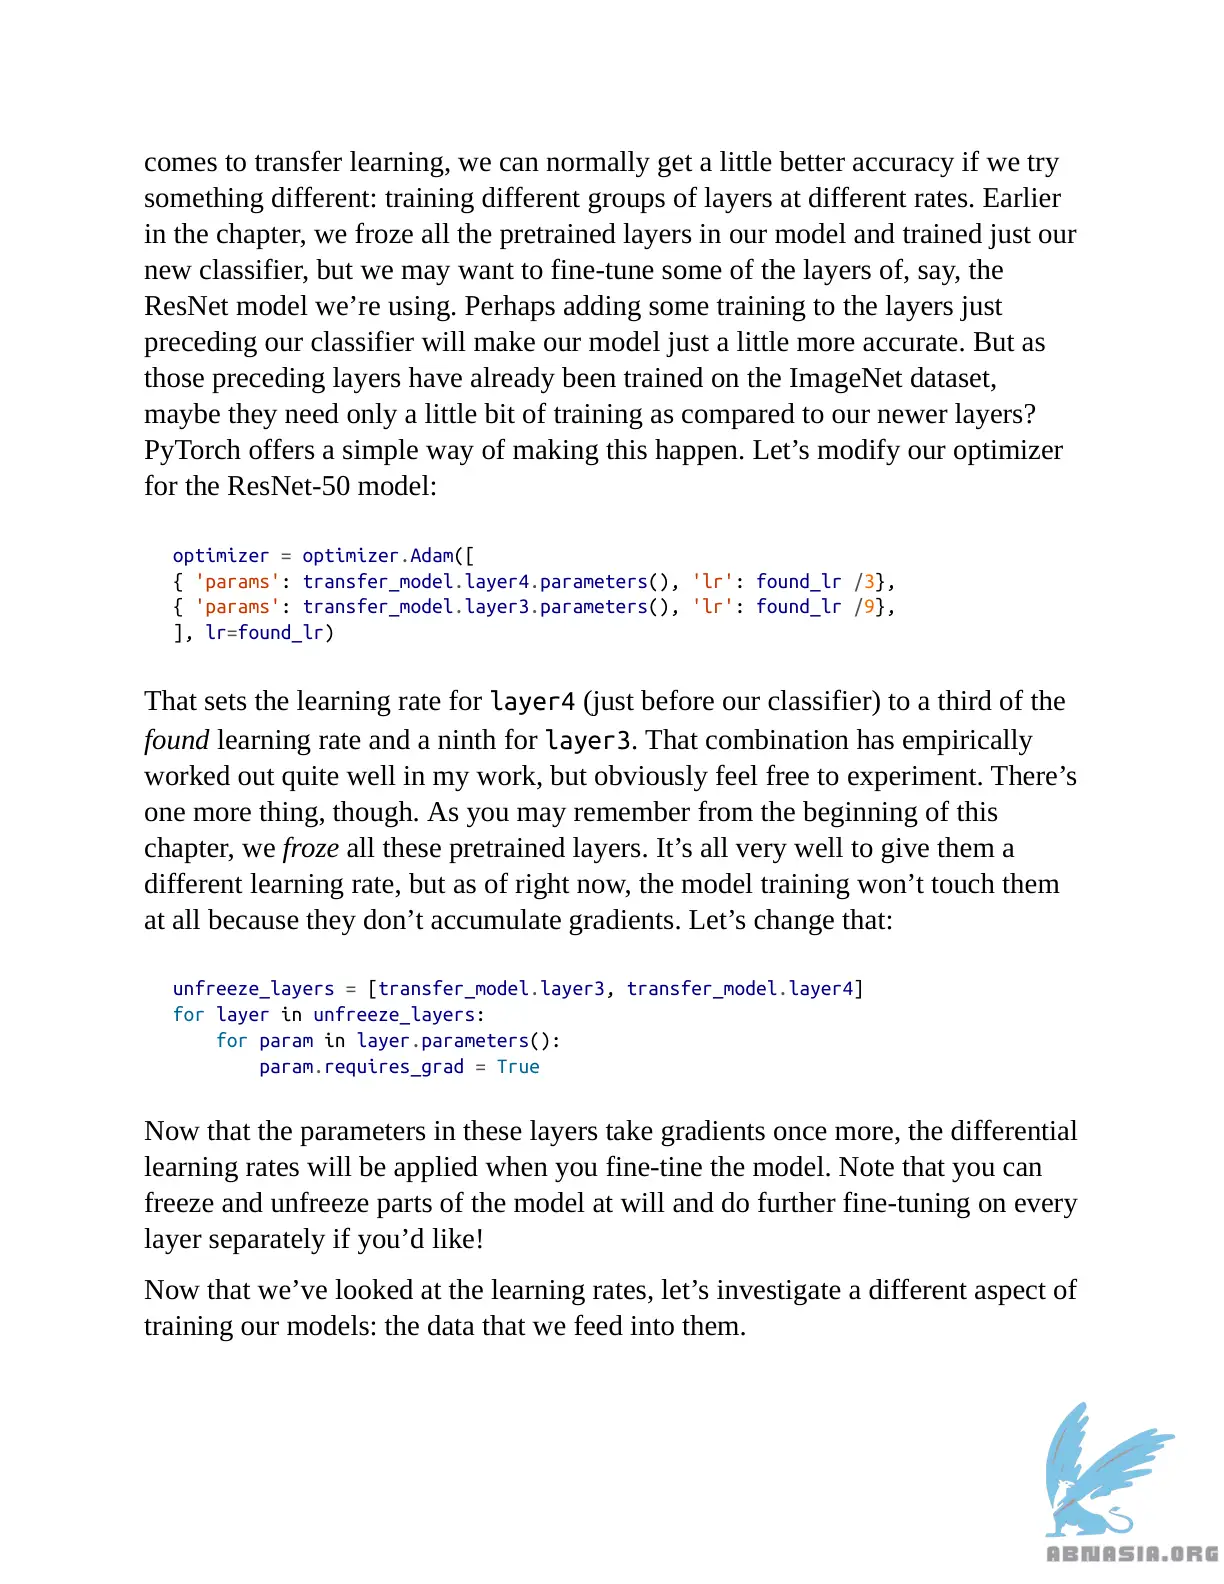 comes to transfer learning, we can normally get a little better accuracy if we try
something different: training different groups of layers at different rates. Earlier
in the chapter, we froze all the pretrained layers in our model and trained just our
new classifier, but we may want to fine-tune some of the layers of, say, the
ResNet model we’re using. Perhaps adding some training to the layers just
preceding our classifier will make our model just a little more accurate. But as
those preceding layers have already been trained on the ImageNet dataset,
maybe they need only a little bit of training as compared to our newer layers?
PyTorch offers a simple way of making this happen. Let’s modify our optimizer
for the ResNet-50 model:
optimizer = optimizer.Adam([
{ 'params': transfer_model.layer4.parameters(), 'lr': found_lr /3},
{ 'params': transfer_model.layer3.parameters(), 'lr': found_lr /9},
], lr=found_lr)
That sets the learning rate for layer4 (just before our classifier) to a third of the
found learning rate and a ninth for layer3. That combination has empirically
worked out quite well in my work, but obviously feel free to experiment. There’s
one more thing, though. As you may remember from the beginning of this
chapter, we froze all these pretrained layers. It’s all very well to give them a
different learning rate, but as of right now, the model training won’t touch them
at all because they don’t accumulate gradients. Let’s change that:
unfreeze_layers = [transfer_model.layer3, transfer_model.layer4]
for layer in unfreeze_layers:
    for param in layer.parameters():
        param.requires_grad = True
Now that the parameters in these layers take gradients once more, the differential
learning rates will be applied when you fine-tine the model. Note that you can
freeze and unfreeze parts of the model at will and do further fine-tuning on every
layer separately if you’d like!
Now that we’ve looked at the learning rates, let’s investigate a different aspect of
training our models: the data that we feed into them.
ABNASIA.ORG